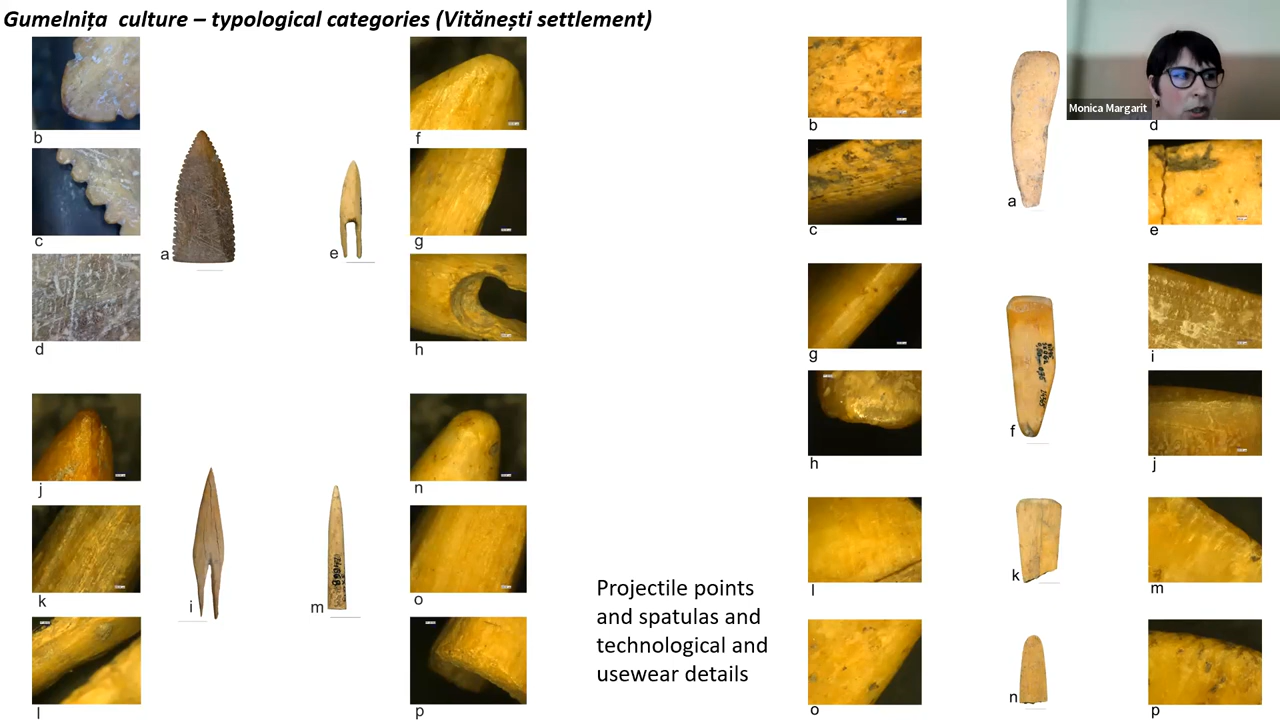 Gumelnița culture – typological categories (Vitănești settlement)
Monica Margarit
b
c
d
a
e
f
g
h
j
k
l
i
m
n
o
p
Projectile points
and spatulas and
technological and
usewear details
b
c
a
d
e
g
h
f
i
j
l
k
m
o
n
p